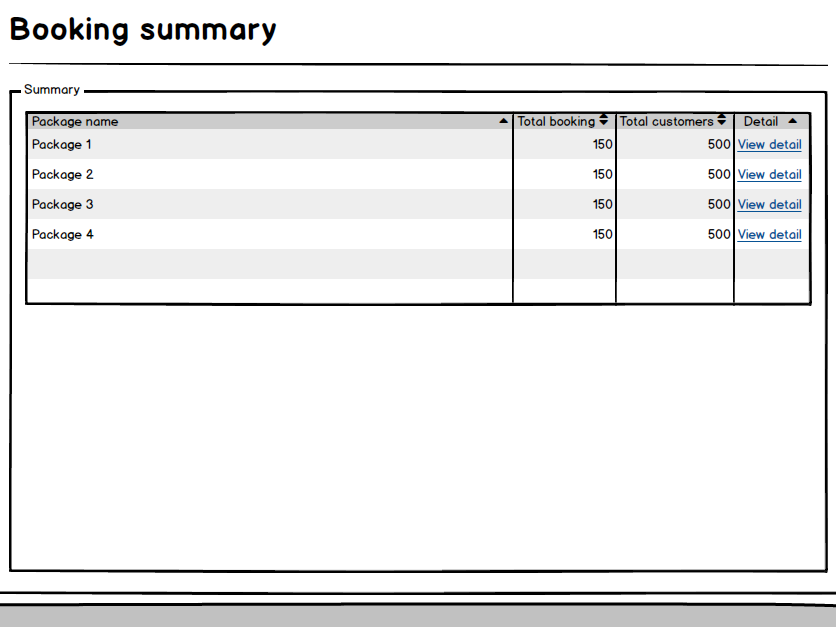 Booking summary
Summary
Package name Total booking Total customers Detail
Package 1 150 500 View detail
Package 2 150 500 View detail
Package 3 150 500 View detail
Package 4 150 500 View detail